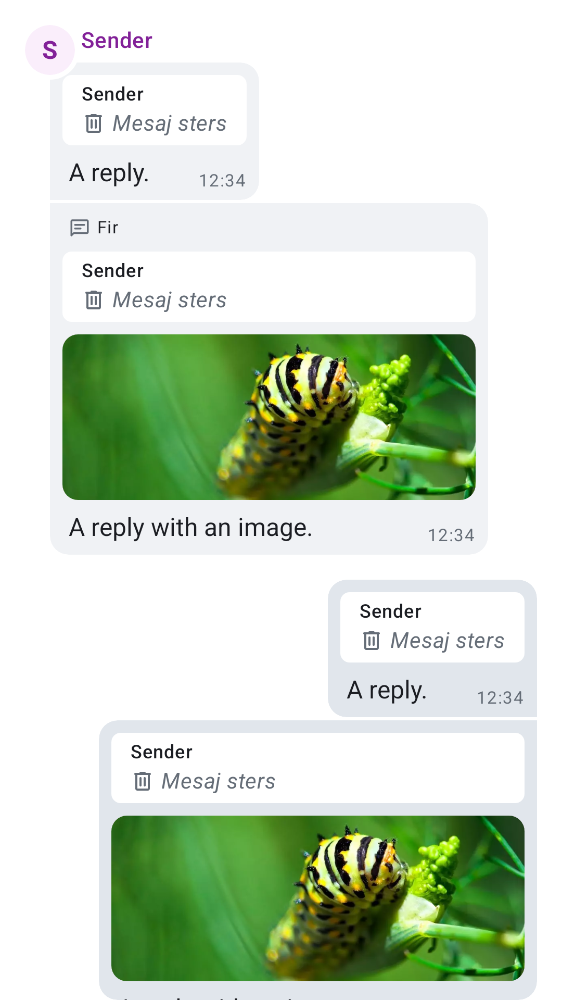 S
Sender
Sender
Mesaj sters
A reply.
12:34
Fir
Sender
Mesaj sters
A reply with an image.
12:34
Sender
Mesaj sters
A reply.
12:34
Sender
Mesaj sters